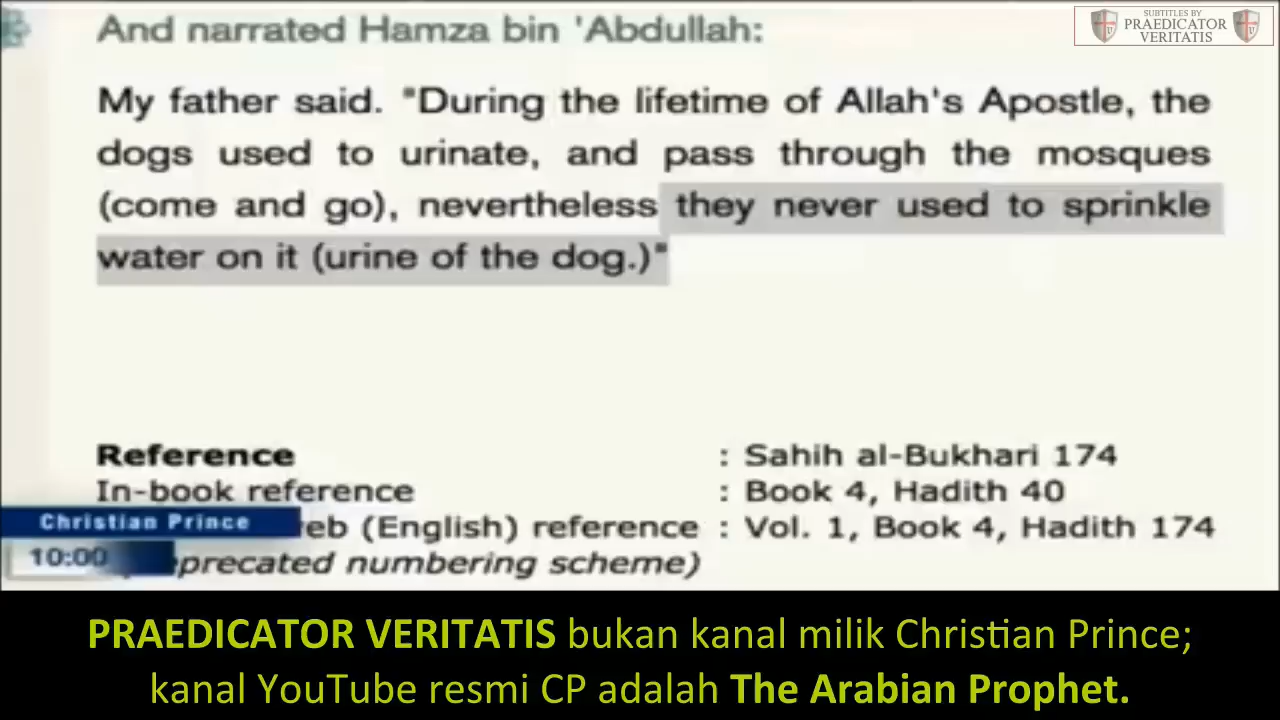 SUBTITLES BY
PRAEDICATOR
VERITATIS
And narrated Hamza bin 'Abdullah:
My father said. "During the lifetime of Allah's Apostle, the
dogs used to urinate, and pass through the mosques
(come and go), nevertheless they never used to sprinkle
water on it (urine of the dog.)"
Reference : Sahih al-Bukhari 174
In-book reference : Book 4, Hadith 40
Christian Prince
eb (English) reference : Vol. 1, Book 4, Hadith 174
10:00
precated numbering scheme)
PRAEDICATOR VERITATIS bukan kanal milik Christian Prince;
kanal YouTube resmi CP adalah The Arabian Prophet.